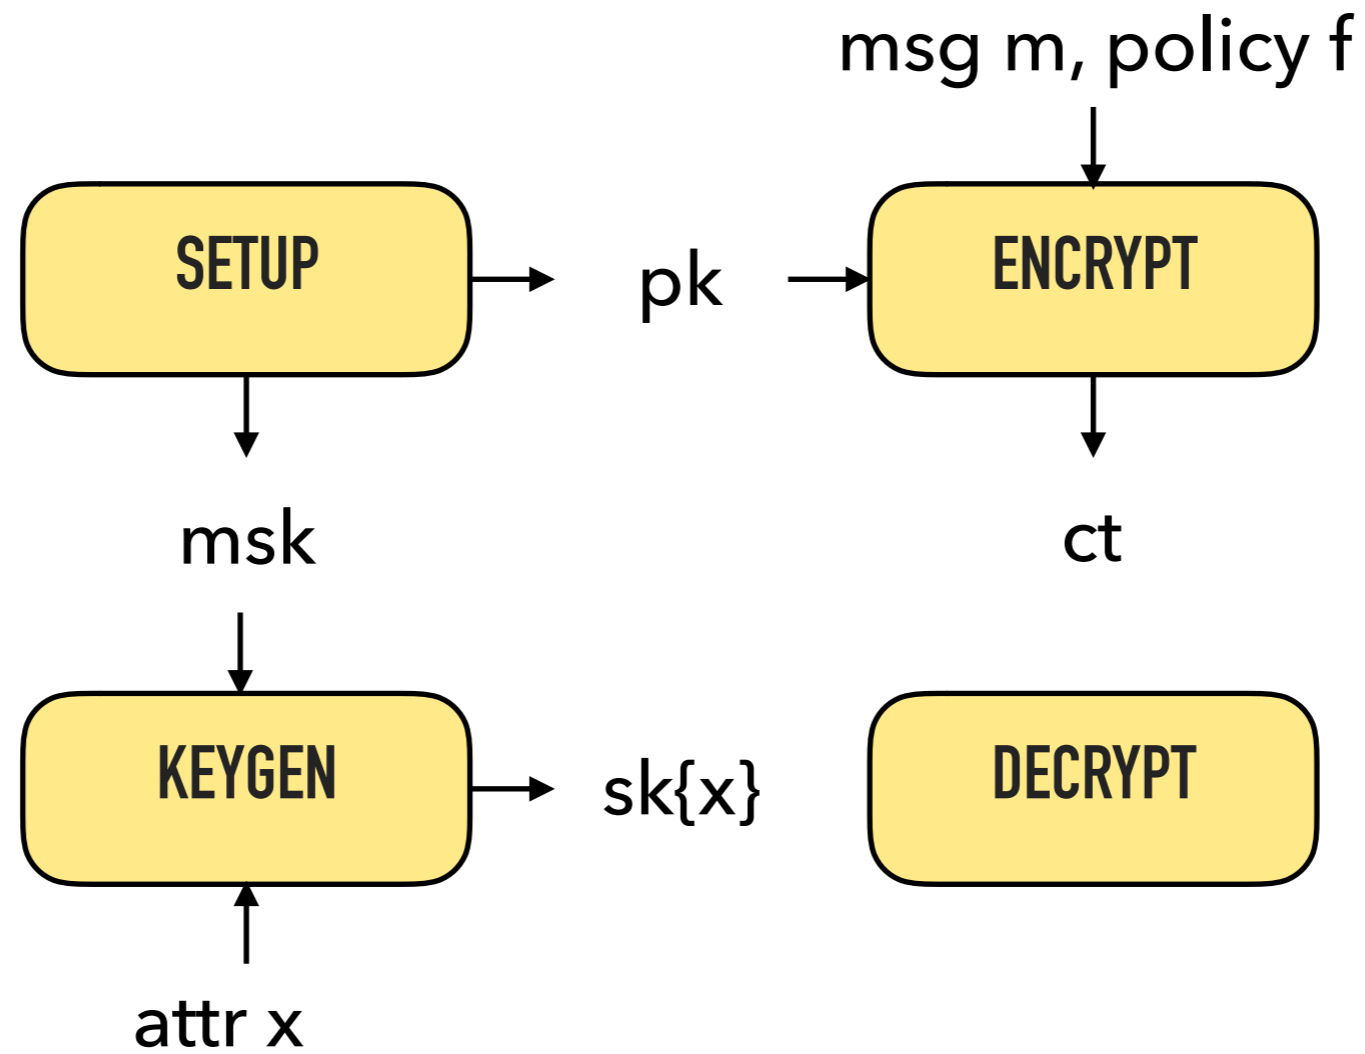 msg m, policy f
SETUP
pk
ENCRYPT
msk
ct
KEYGEN
sk{x}
DECRYPT
attr x